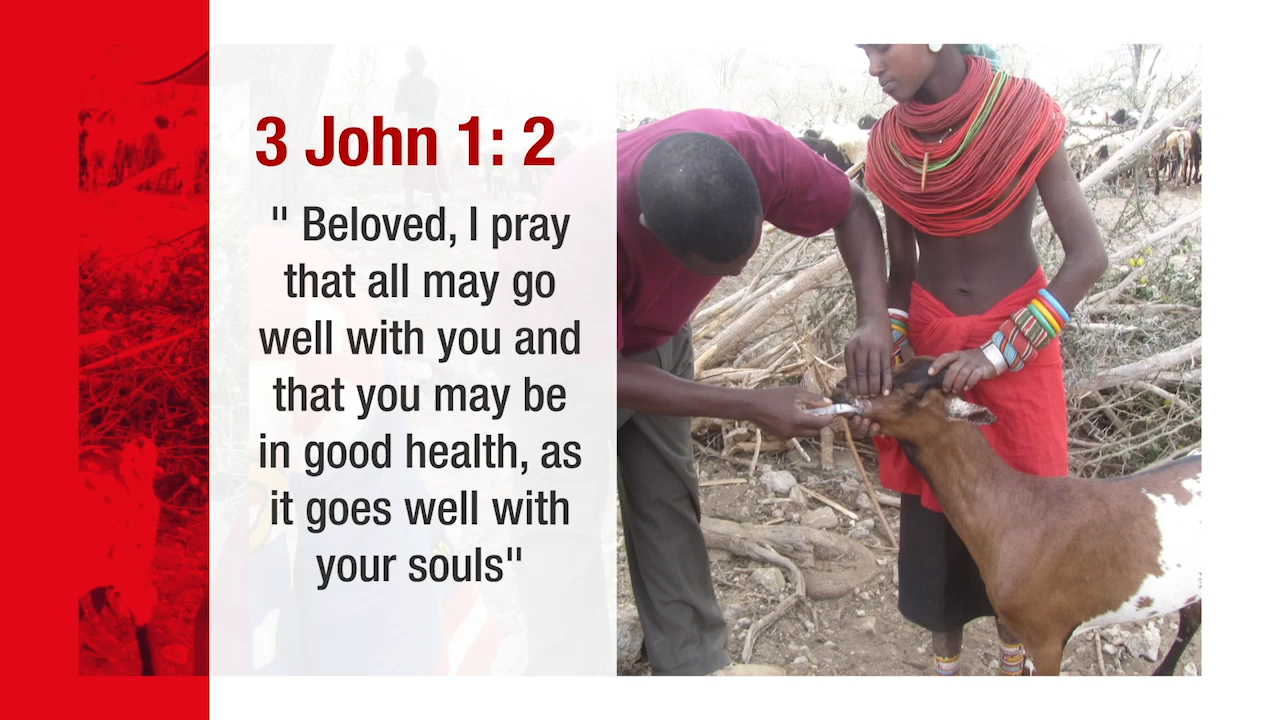 3 John 1: 2
" Beloved, I pray
that all may go
well with you and
that you may be
in good health, as
it goes well with
your souls"